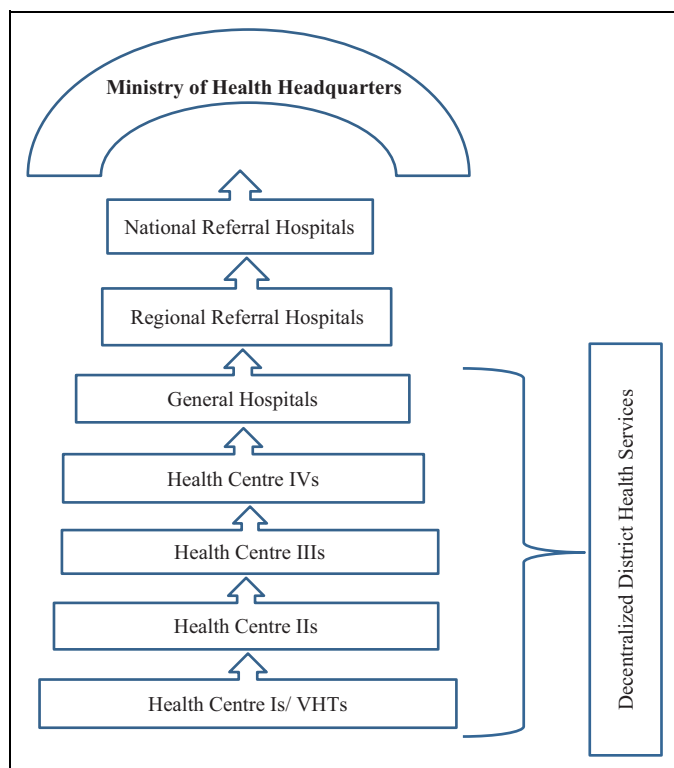 Ministry of Health Headquarters
National Referral Hospitals
Regional Referral Hospitals
General Hospitals
Health Centre IVs
Health Centre IIIs
Health Centre IIs
Health Centre Is/ VHTs
Decentralized District Health Services